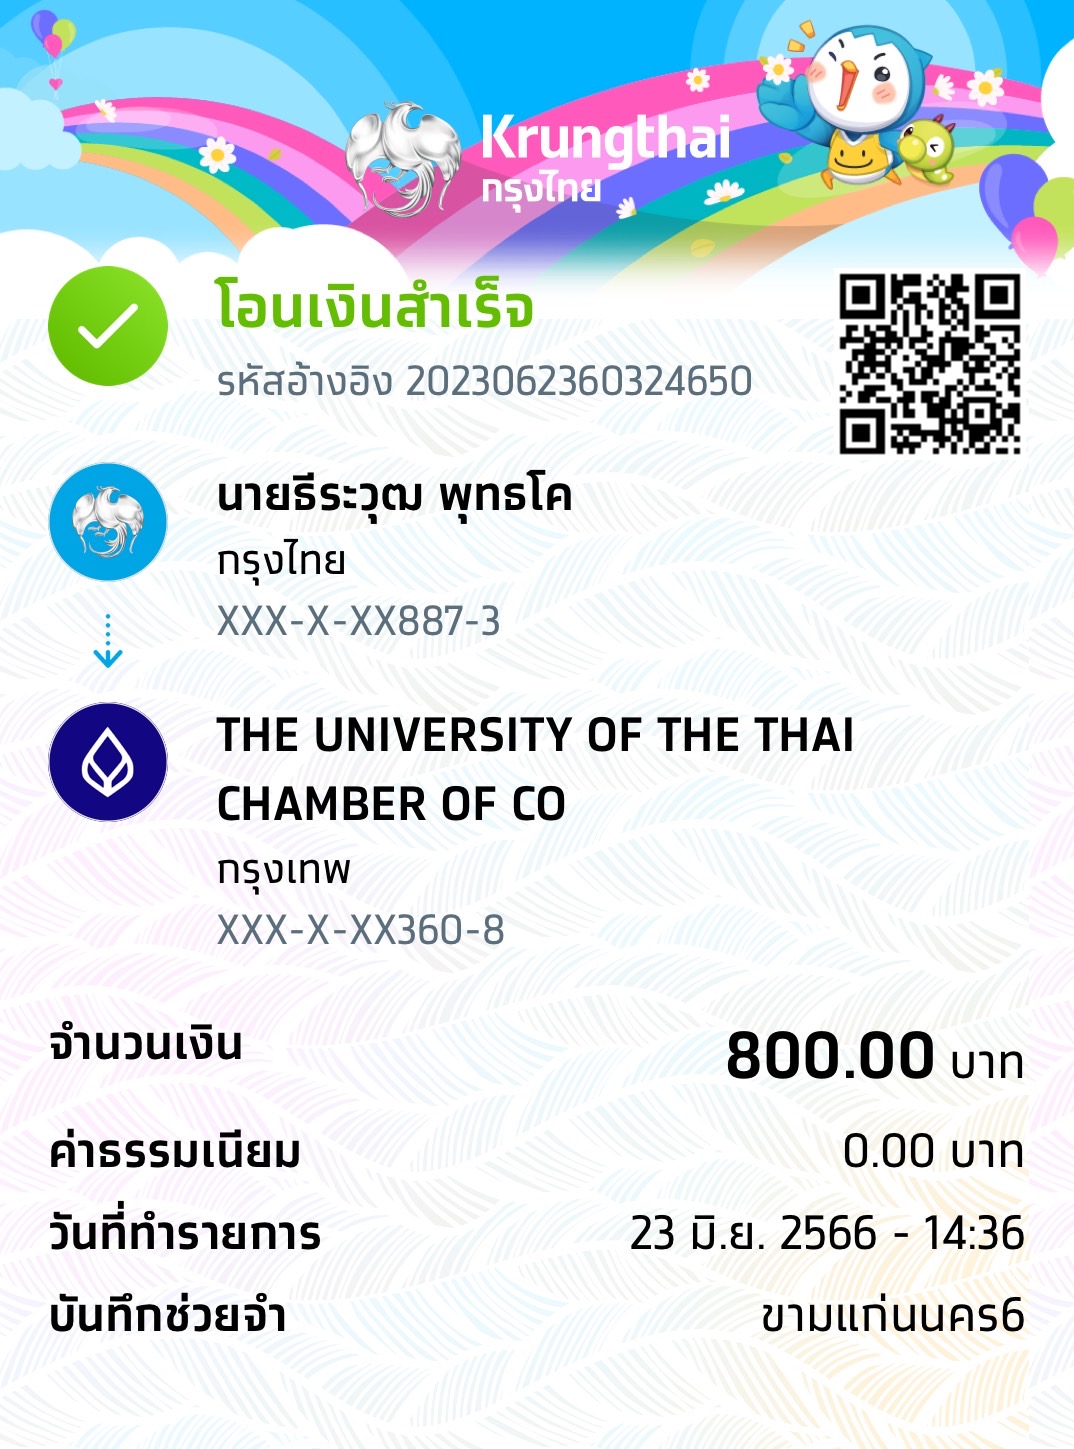 Krungthai
กรุงไทย
โอนเงินสำเร็จ
รหัสอ้างอิง 2023062360324650
นายธีระวุฒ พุทธโค
กรุงไทย
XXX-X-XX887-3
THE UNIVERSITY OF THE THAI
CHAMBER OF CO
กรุงเทพ
XXX-X-XX360-8
จำนวนเงิน 800.00 บาท
ค่าธรรมเนียม 0.00 บาท
วันที่ทำรายการ 23 มิ.ย. 2566 - 14:36
บันทึกช่วยจำ ขามแก่นนคร6